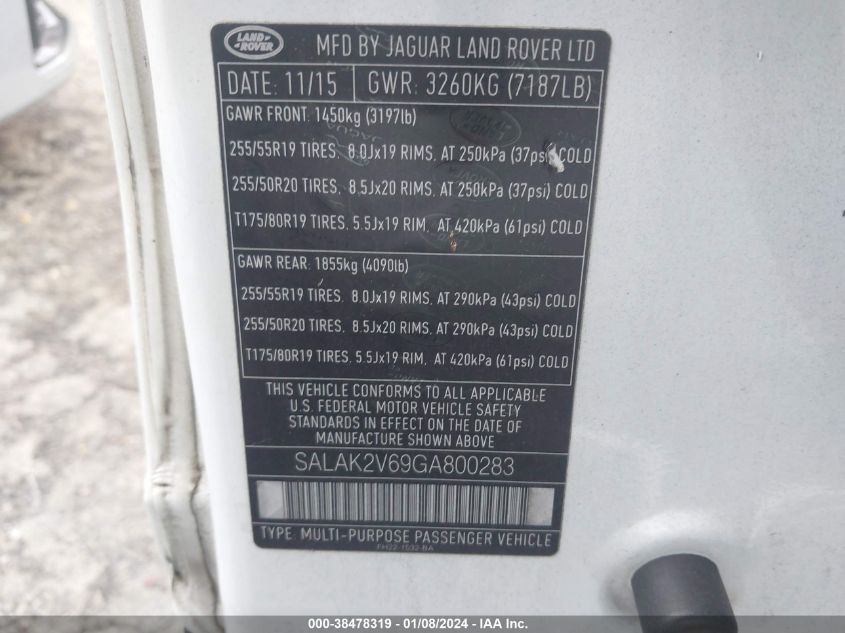 LAND ROVER
MFD BY JAGUAR LAND ROVER LTD
DATE: 11/15 GWR: 3260KG (7187LB)
GAWR FRONT: 1450kg (3197lb)
255/55R19 TIRES, 8.0Jx19 RIMS, AT 250kPa (37psi) COLD
255/50R20 TIRES, 8.5Jx20 RIMS, AT 250kPa (37psi) COLD
T175/80R19 TIRES, 5.5Jx19 RIM, AT 420kPa (61psi) COLD
GAWR REAR: 1855kg (4090lb)
255/55R19 TIRES, 8.0Jx19 RIMS, AT 290kPa (43psi) COLD
255/50R20 TIRES, 8.5Jx20 RIMS, AT 290kPa (43psi) COLD
T175/80R19 TIRES, 5.5Jx19 RIM, AT 420kPa (61psi) COLD
THIS VEHICLE CONFORMS TO ALL APPLICABLE
U.S. FEDERAL MOTOR VEHICLE SAFETY
STANDARDS IN EFFECT ON THE DATE OF
MANUFACTURE SHOWN ABOVE
SALAK2V69GA800283
TYPE: MULTI-PURPOSE PASSENGER VEHICLE
FH22-1532-BA
000-38478319 | 01/08/2024 - IAA, Inc.